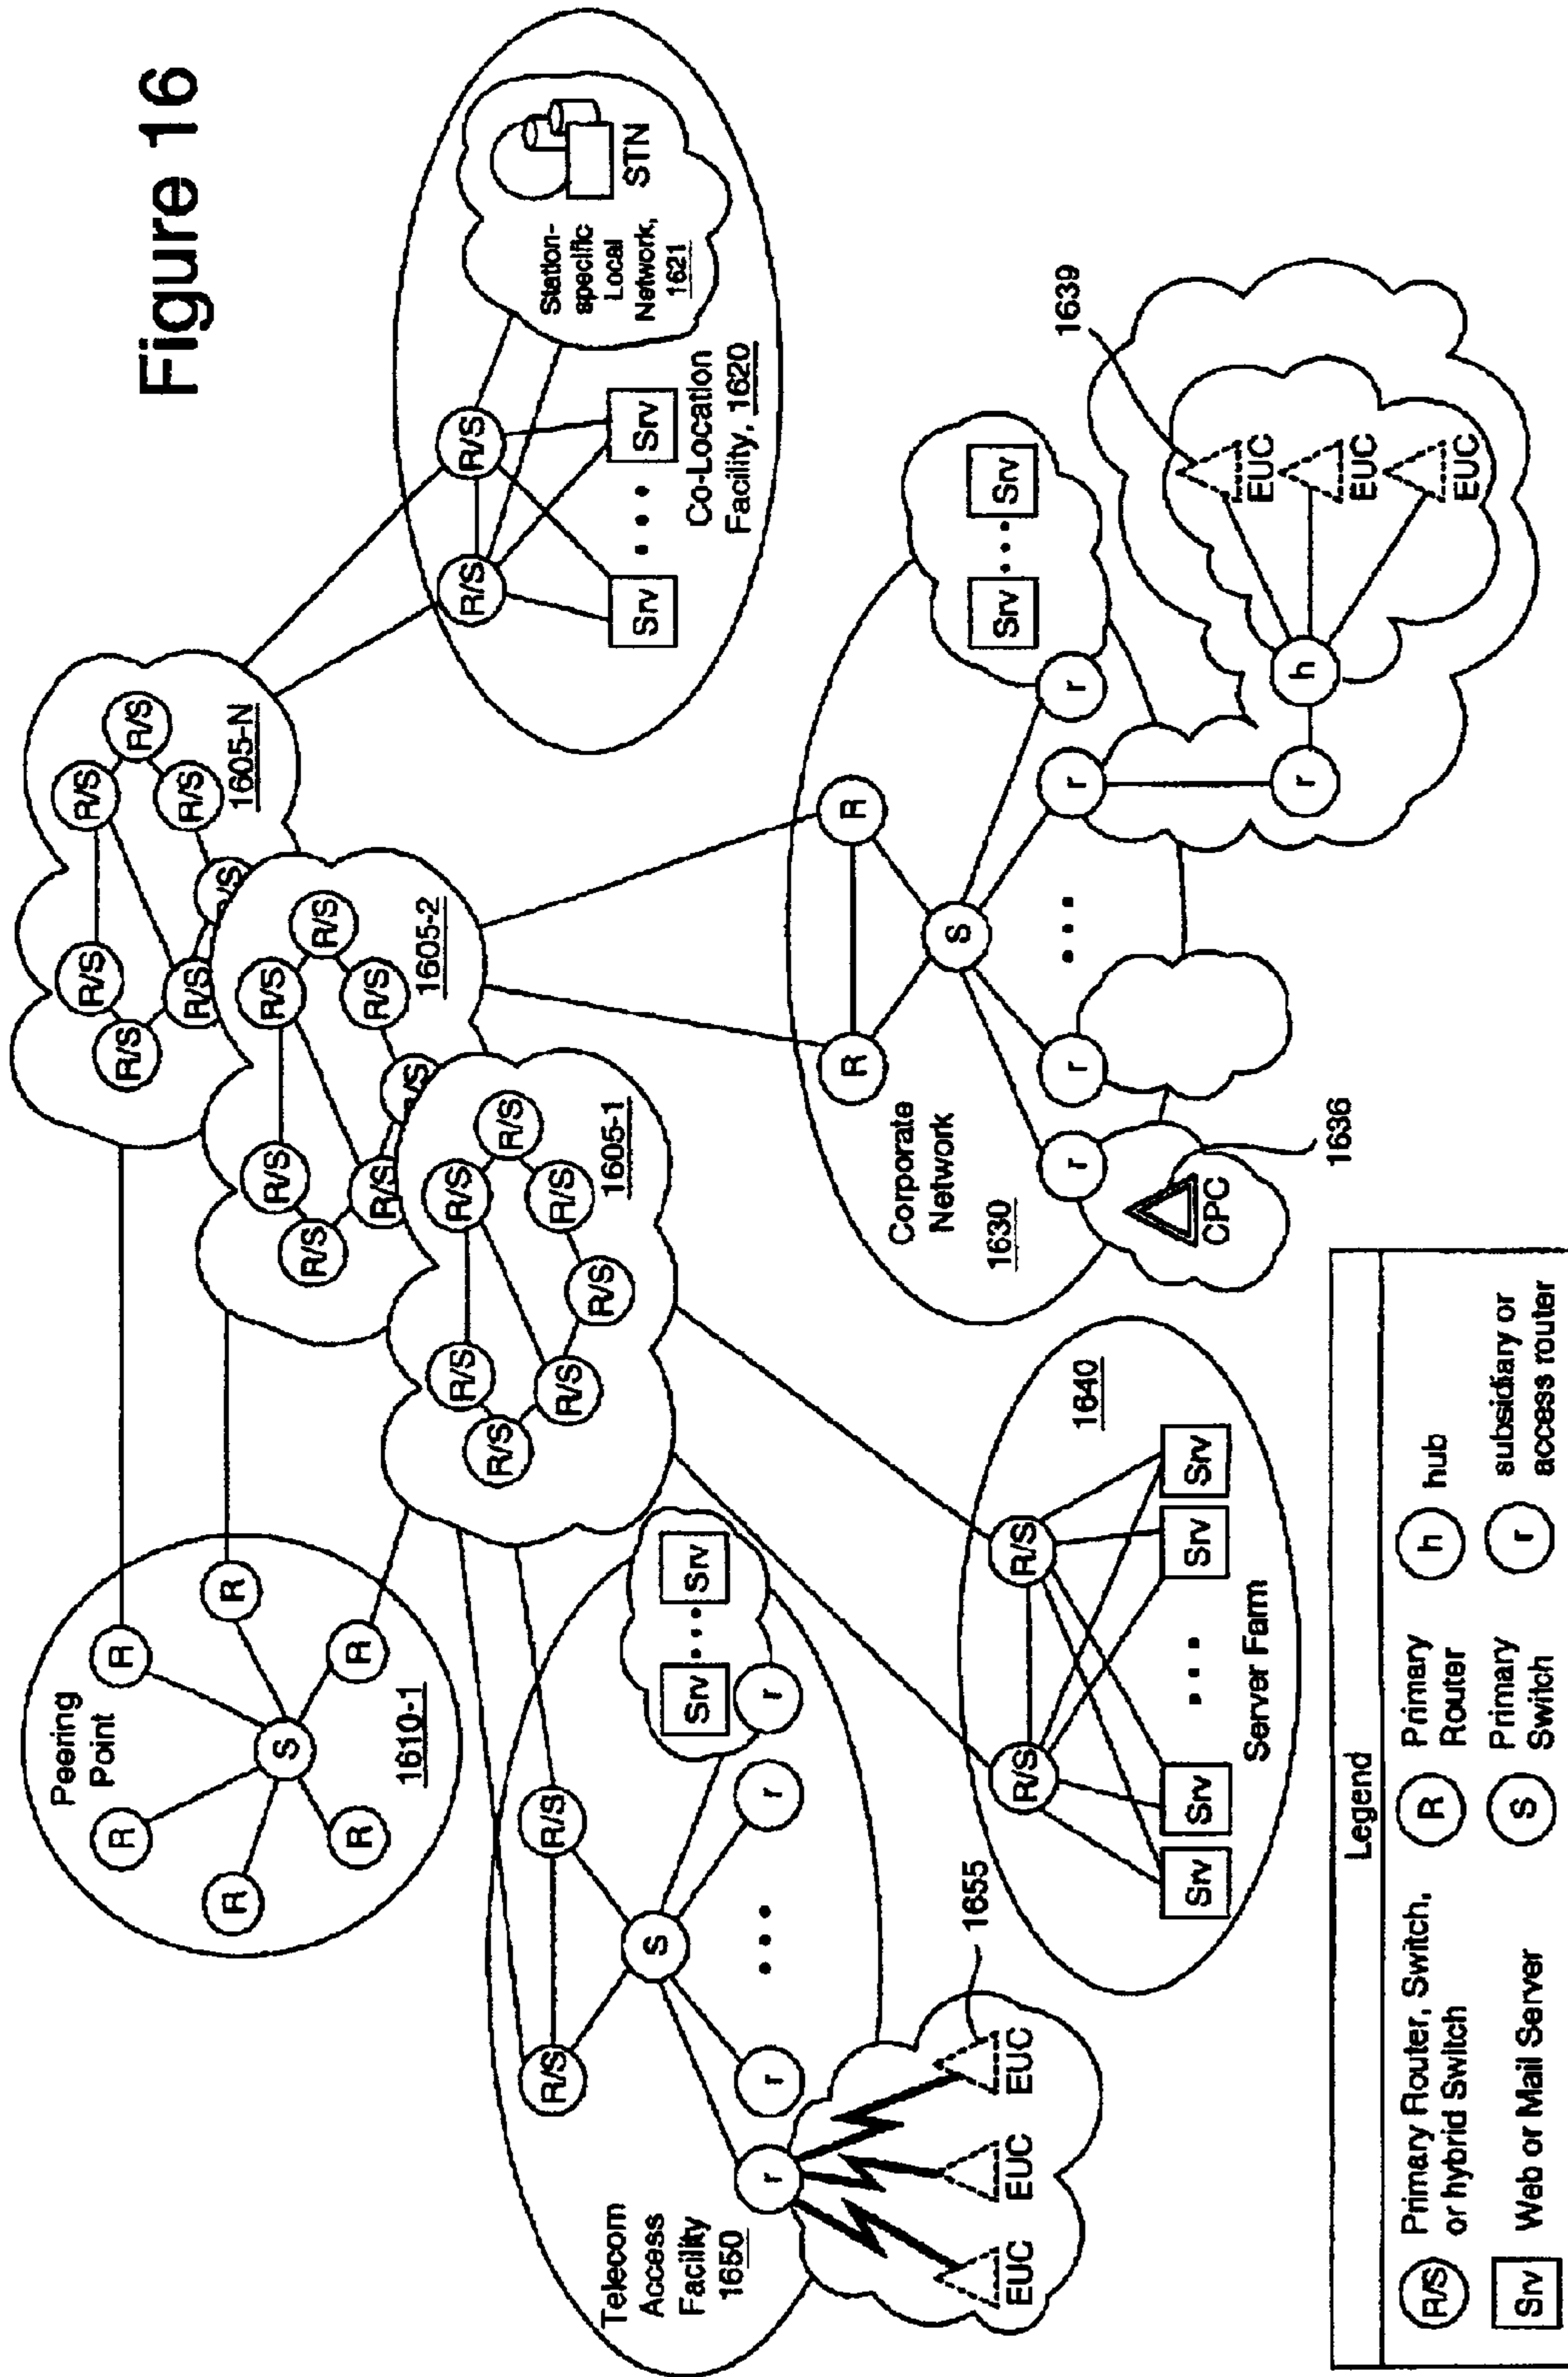 Figure 16
Peering
Point
1610-1
R
R
R
R
R
R
S
1605-N
R/S
R/S
R/S
R/S
R/S
R/S
R/S
1605-2
R/S
R/S
R/S
R/S
R/S
R/S
R/S
1605-1
R/S
R/S
R/S
R/S
R/S
R/S
R/S
R/S
R/S
Srv
• • •
Srv
Co-Location
Facility, 1620
Station-
specific
Local
Network,
1621
STN
Telecom
Access
Facility
1650
R/S
R/S
S
r
r
• • •
r
r
Srv
• • •
Srv
EUC
EUC
EUC
1655
1640
R/S
R/S
Srv
Srv
• • •
Srv
Srv
Server Farm
Corporate
Network
1630
R
R
S
r
r
• • •
r
r
Srv
• • •
Srv
CPC
1636
r
h
EUC
EUC
EUC
1639
Legend
R/S
Primary Router, Switch,
or hybrid Switch
R
Primary
Router
h
hub
Srv
Web or Mail Server
S
Primary
Switch
r
subsidiary or
access router